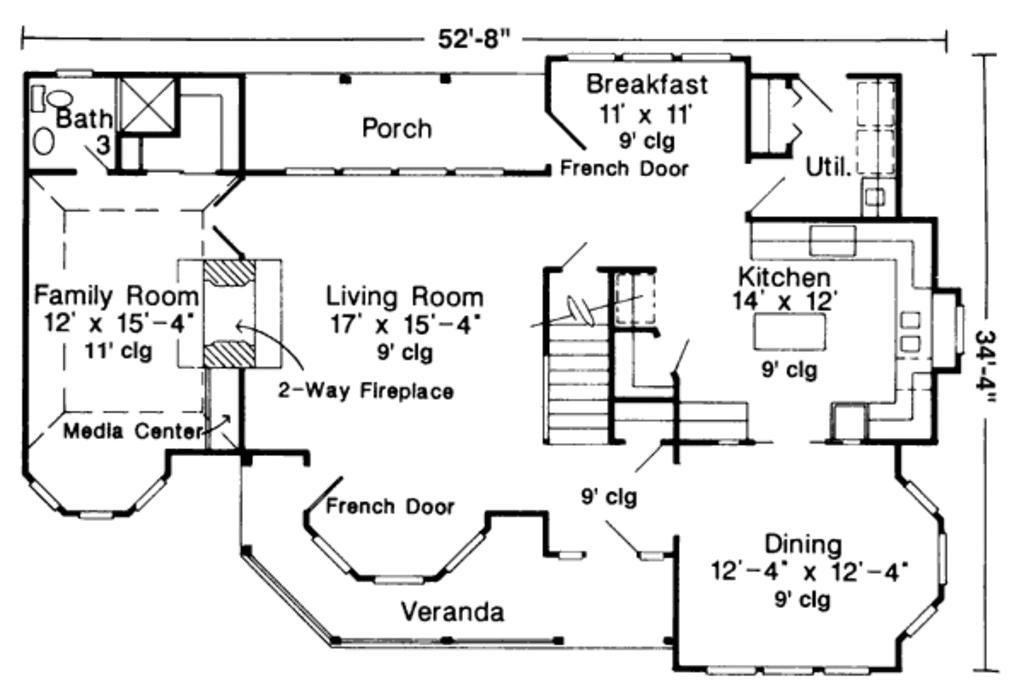 52'-8"
Breakfast
11' x 11'
9' clg
French Door
Bath
3
Porch
Util.
Family Room
12' x 15'-4"
11' clg
Living Room
17' x 15'-4"
9' clg
Kitchen
14' x 12'
9' clg
34'-4"
2-Way Fireplace
Media Center
French Door
9' clg
Dining
12'-4" x 12'-4"
9' clg
Veranda